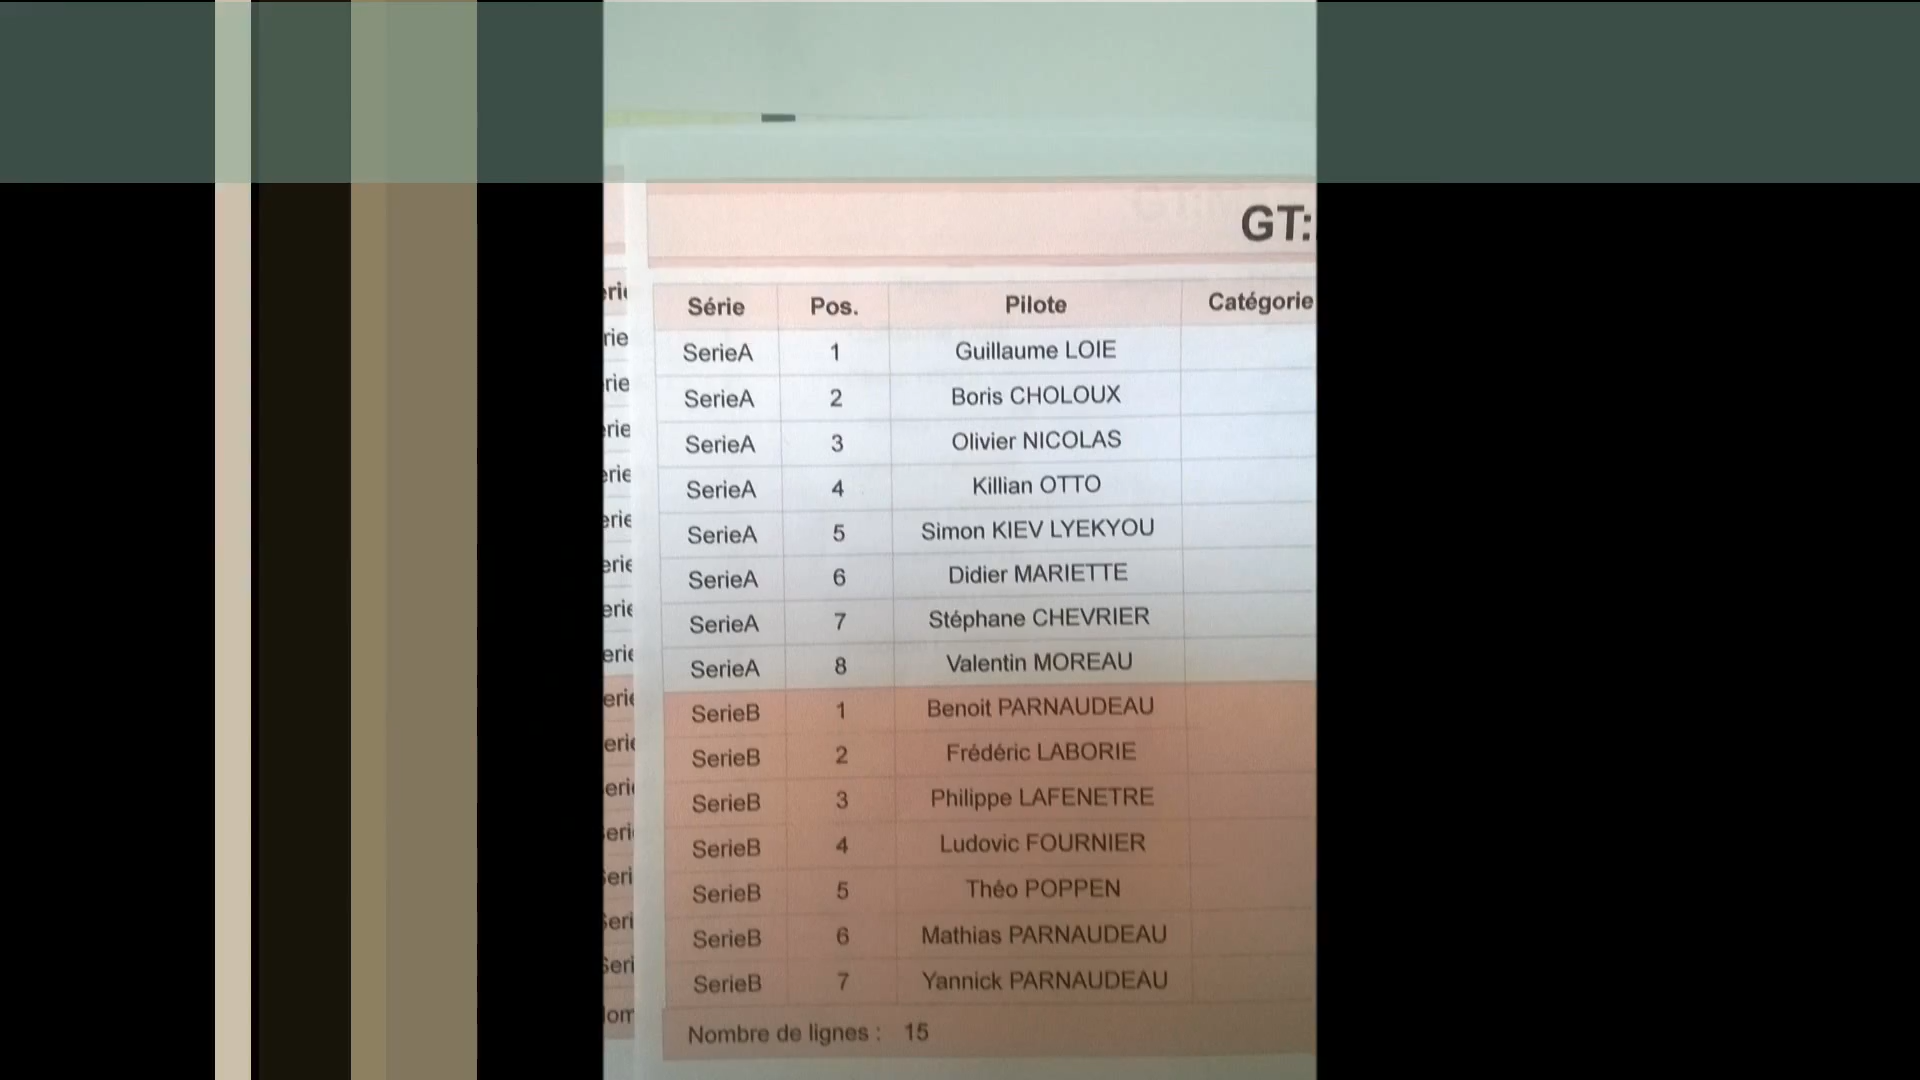 GT:
Série Pos. Pilote Catégorie
SerieA 1 Guillaume LOIE
SerieA 2 Boris CHOLOUX
SerieA 3 Olivier NICOLAS
SerieA 4 Killian OTTO
SerieA 5 Simon KIEV LYEKYOU
SerieA 6 Didier MARIETTE
SerieA 7 Stéphane CHEVRIER
SerieA 8 Valentin MOREAU
SerieB 1 Benoit PARNAUDEAU
SerieB 2 Frédéric LABORIE
SerieB 3 Philippe LAFENETRE
SerieB 4 Ludovic FOURNIER
SerieB 5 Théo POPPEN
SerieB 6 Mathias PARNAUDEAU
SerieB 7 Yannick PARNAUDEAU
Nombre de lignes : 15